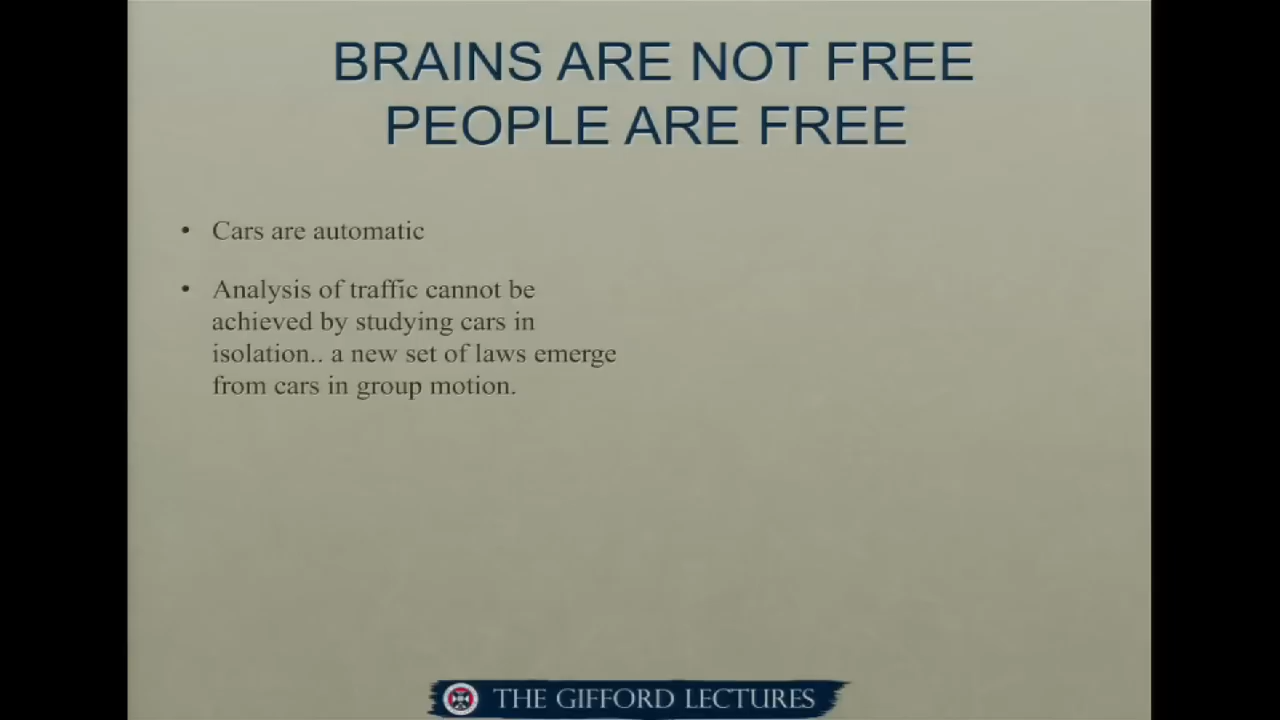 BRAINS ARE NOT FREE
PEOPLE ARE FREE
• Cars are automatic
• Analysis of traffic cannot be
achieved by studying cars in
isolation.. a new set of laws emerge
from cars in group motion.
THE GIFFORD LECTURES